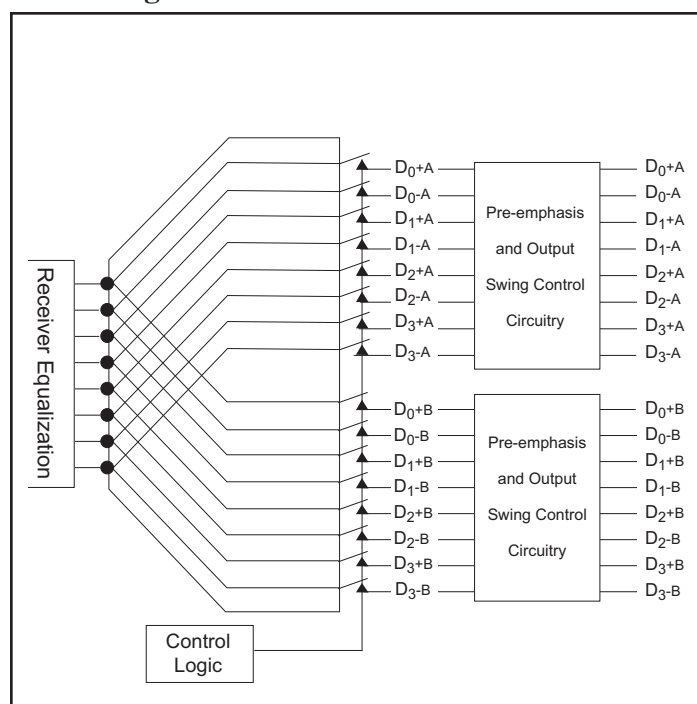 Receiver Equalization
D0+A
D0-A
D1+A
D1-A
D2+A
D2-A
D3+A
D3-A
Pre-emphasis
and Output
Swing Control
Circuitry
D0+A
D0-A
D1+A
D1-A
D2+A
D2-A
D3+A
D3-A
D0+B
D0-B
D1+B
D1-B
D2+B
D2-B
D3+B
D3-B
Pre-emphasis
and Output
Swing Control
Circuitry
D0+B
D0-B
D1+B
D1-B
D2+B
D2-B
D3+B
D3-B
Control
Logic